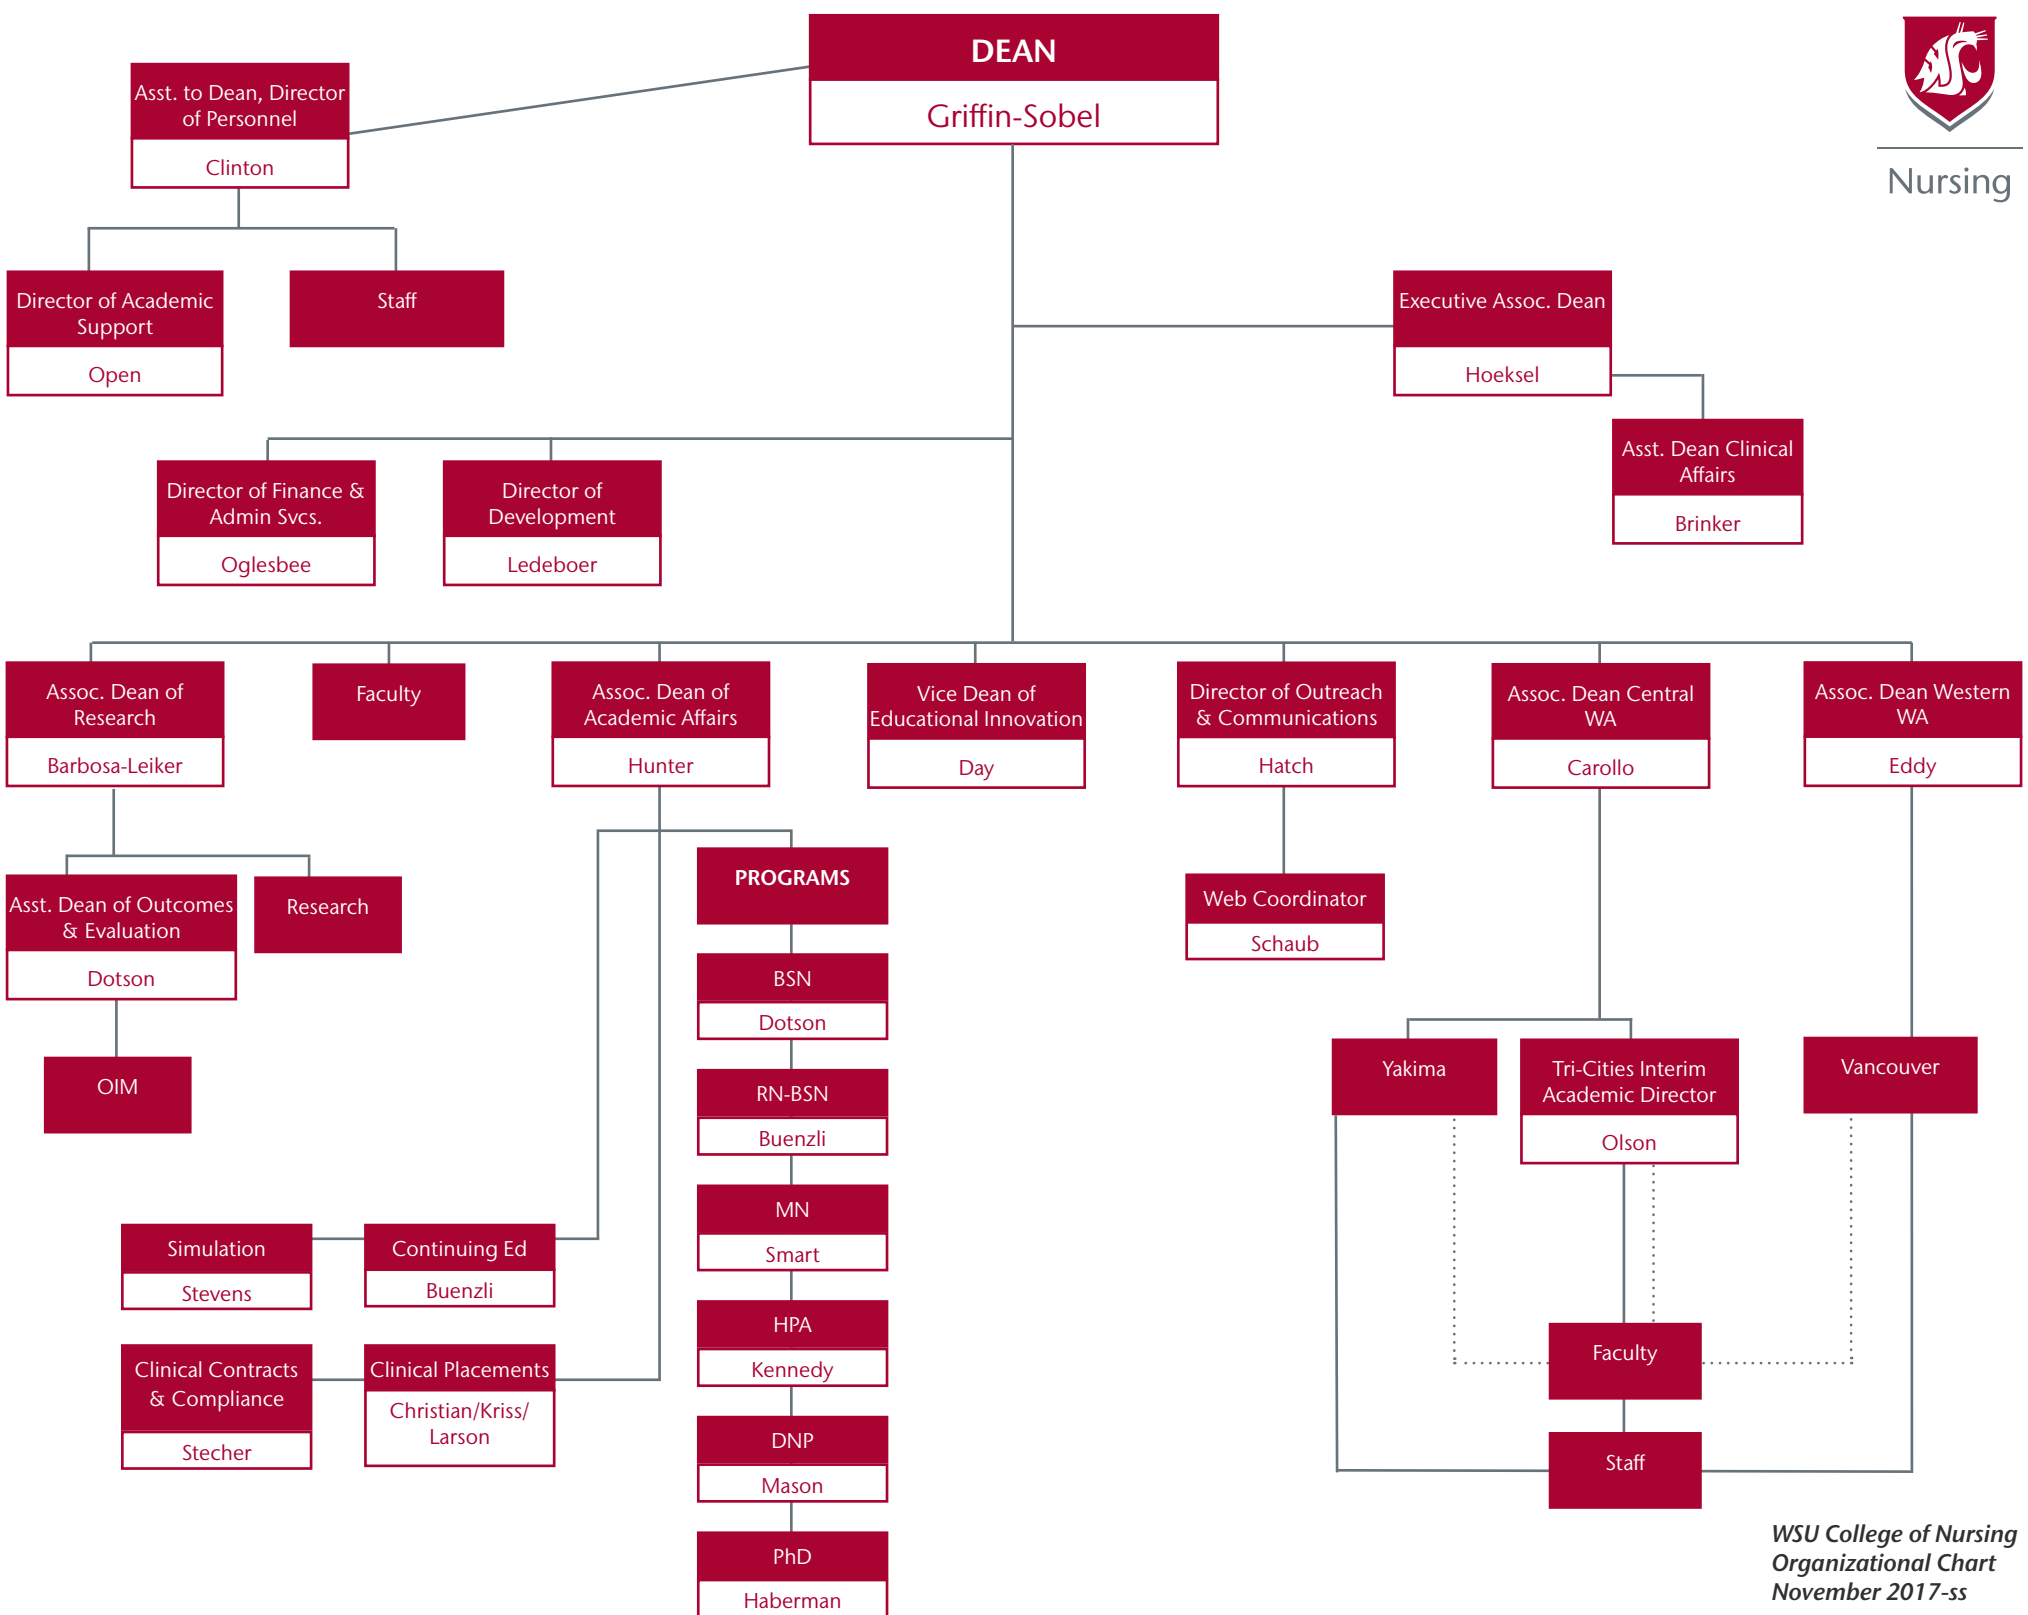 DEAN
Griffin-Sobel
Nursing
Asst. to Dean, Director
of Personnel
Clinton
Director of Academic
Support
Open
Staff
Executive Assoc. Dean
Hoeksel
Asst. Dean Clinical
Affairs
Brinker
Director of Finance &
Admin Svcs.
Oglesbee
Director of
Development
Ledeboer
Assoc. Dean of
Research
Barbosa-Leiker
Faculty
Assoc. Dean of
Academic Affairs
Hunter
Vice Dean of
Educational Innovation
Day
Director of Outreach
& Communications
Hatch
Assoc. Dean Central
WA
Carollo
Assoc. Dean Western
WA
Eddy
Asst. Dean of Outcomes
& Evaluation
Dotson
Research
OIM
PROGRAMS
BSN
Dotson
RN-BSN
Buenzli
MN
Smart
HPA
Kennedy
DNP
Mason
PhD
Haberman
Simulation
Stevens
Continuing Ed
Buenzli
Clinical Contracts
& Compliance
Stecher
Clinical Placements
Christian/Kriss/
Larson
Web Coordinator
Schaub
Yakima
Tri-Cities Interim
Academic Director
Olson
Vancouver
Faculty
Staff
WSU College of Nursing
Organizational Chart
November 2017-ss